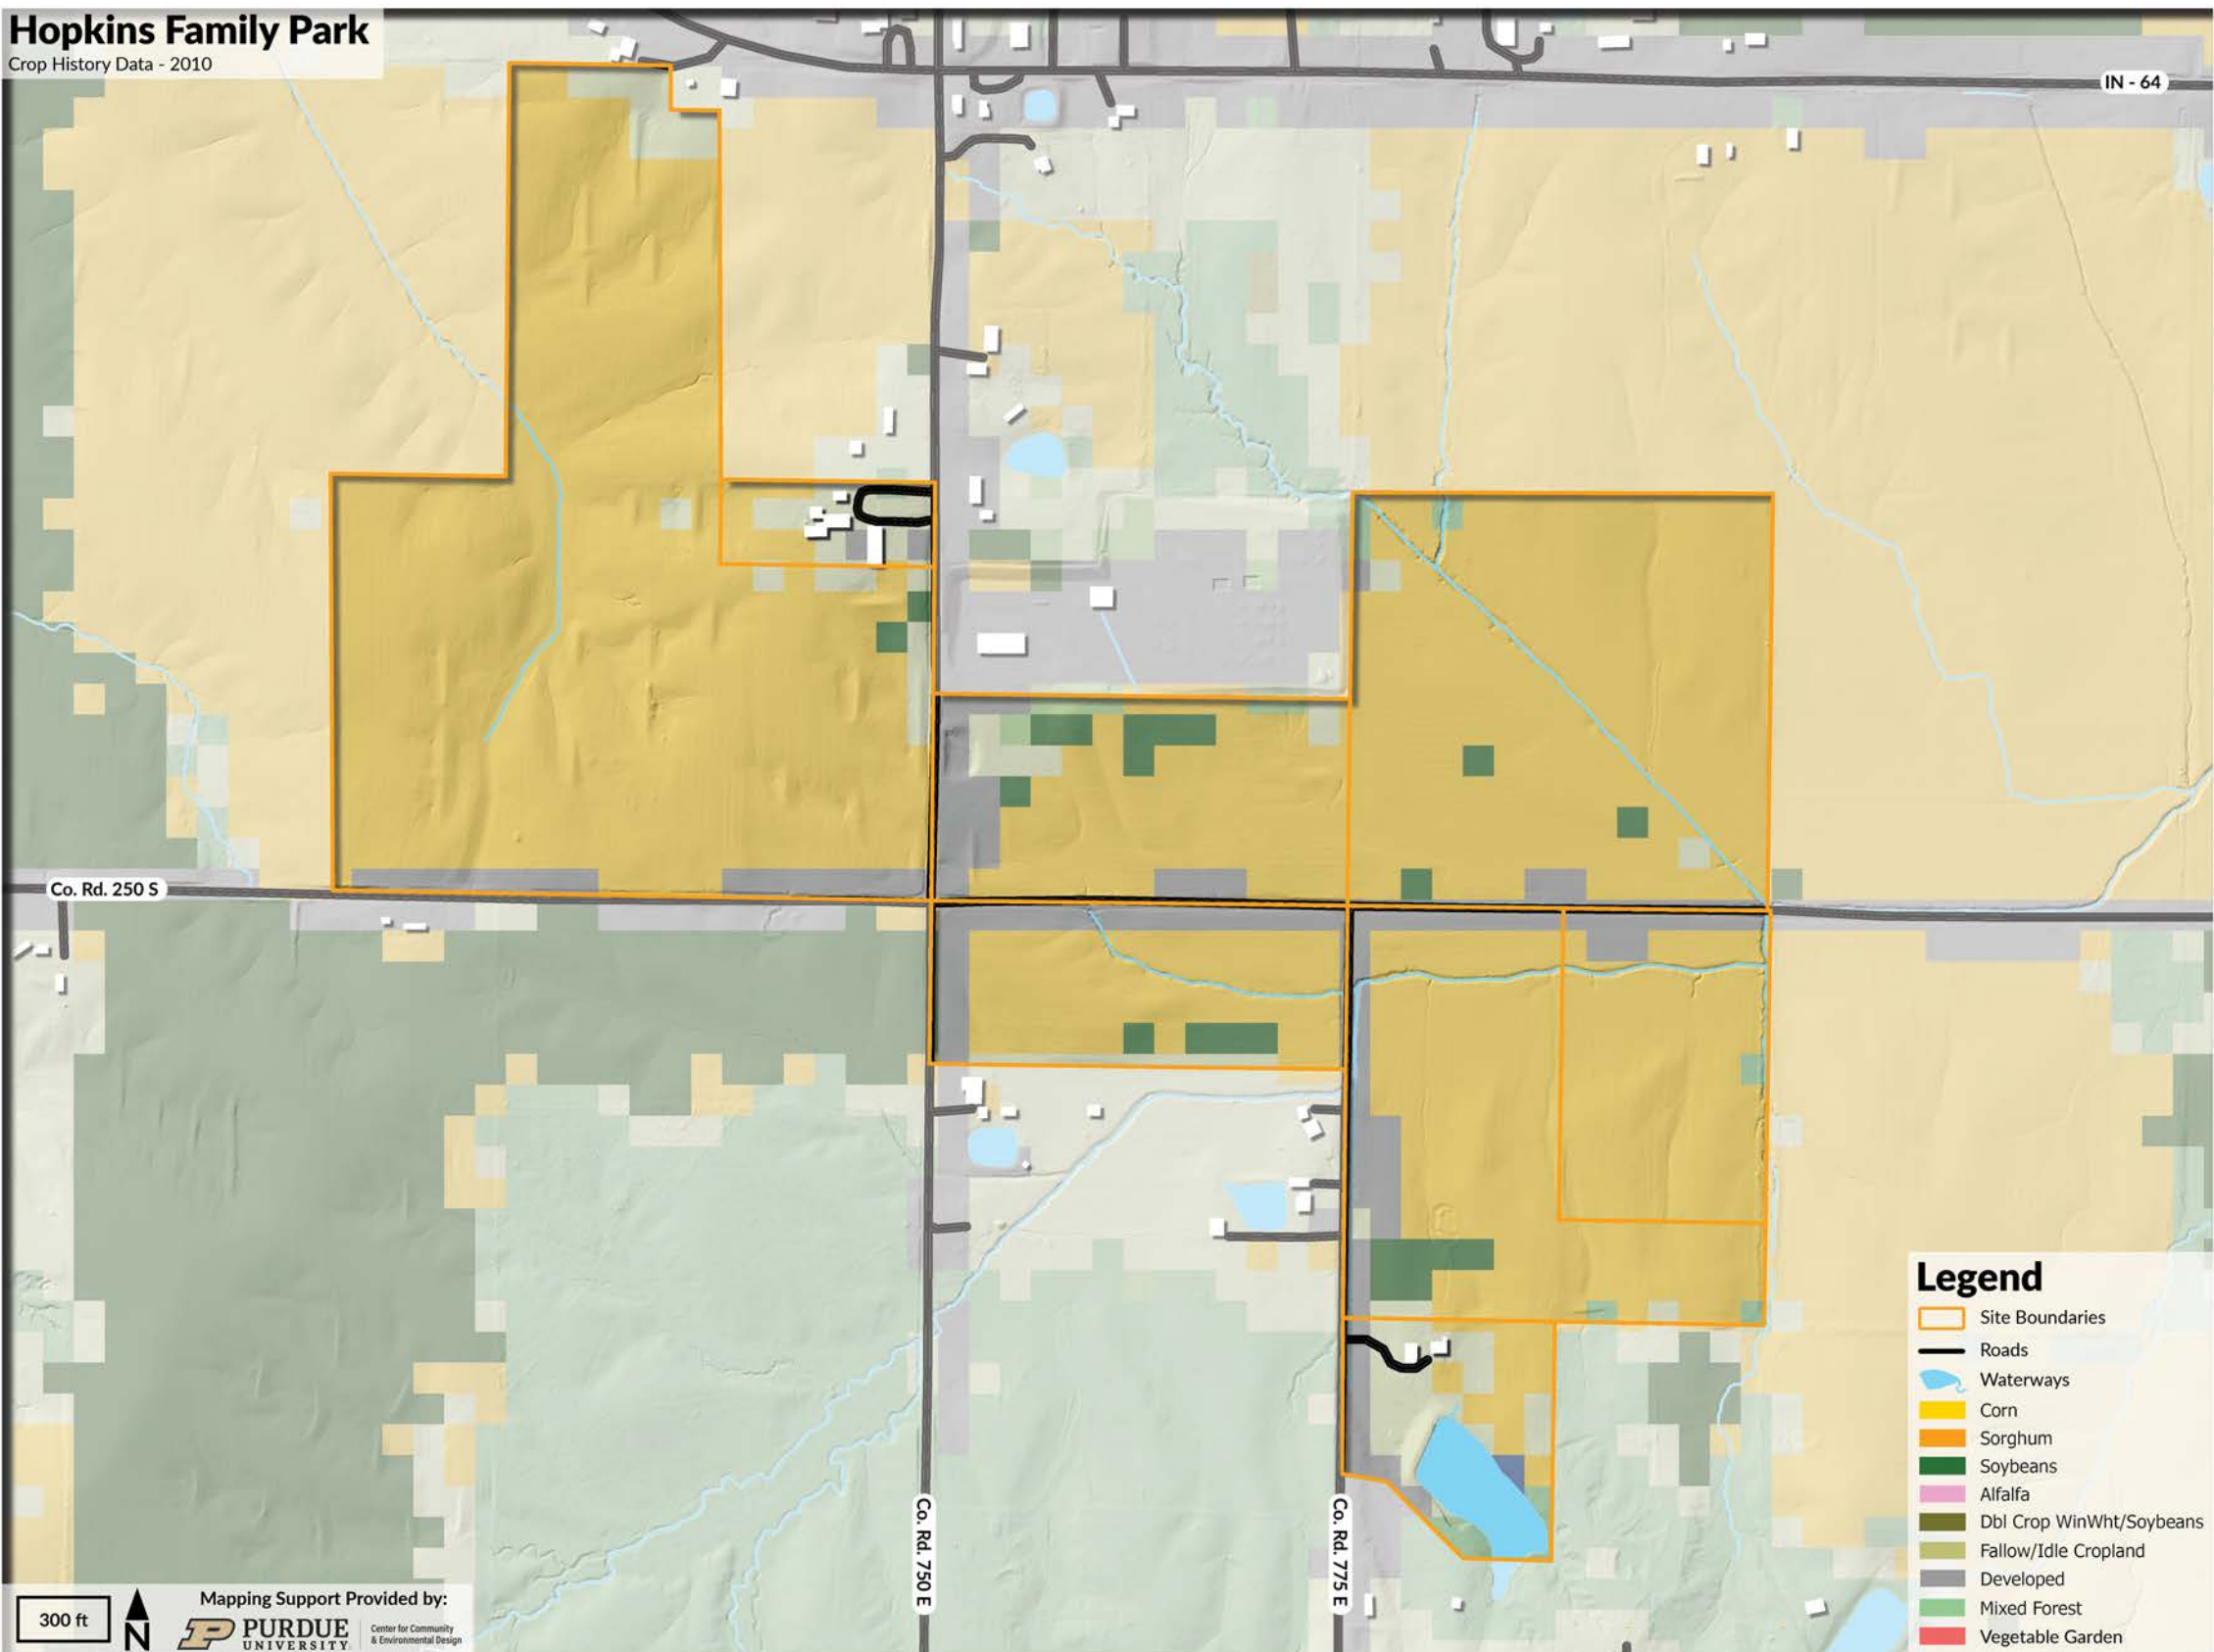 Hopkins Family Park
Crop History Data - 2010
IN - 64
Co. Rd. 250 S
Co. Rd. 750 E
Co. Rd. 775 E
Legend
Site Boundaries
Roads
Waterways
Corn
Sorghum
Soybeans
Alfalfa
Dbl Crop WinWht/Soybeans
Fallow/Idle Cropland
Developed
Mixed Forest
Vegetable Garden
300 ft
N
Mapping Support Provided by:
P PURDUE
UNIVERSITY
Center for Community
& Environmental Design